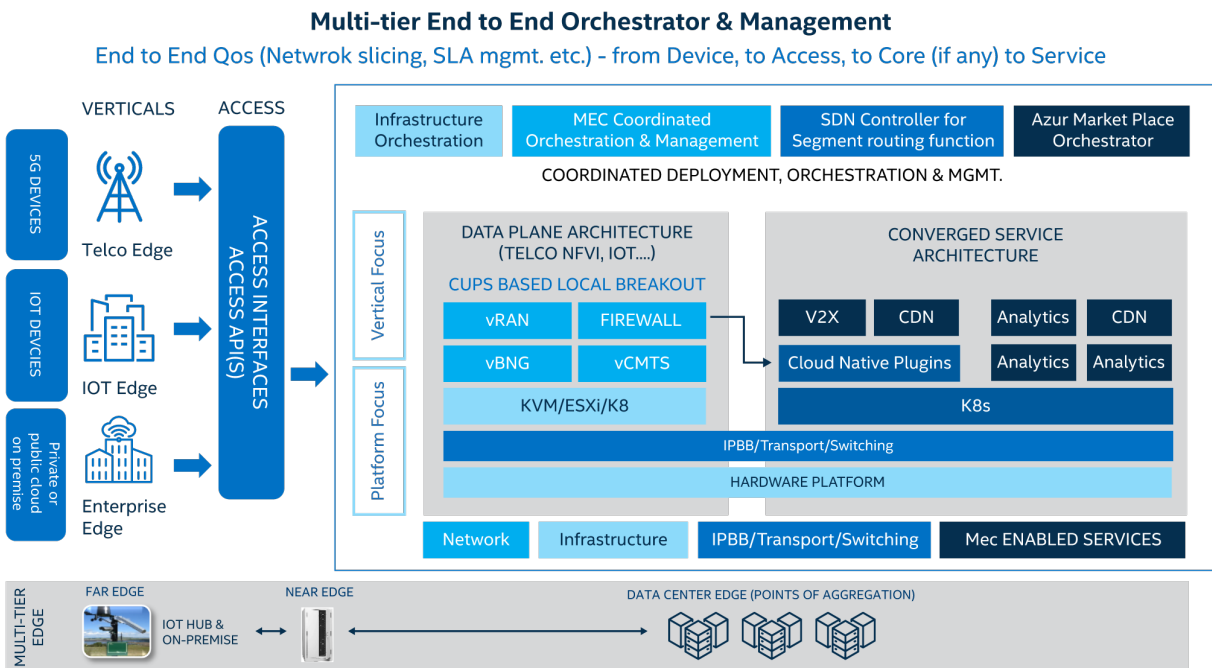 Multi-tier End to End Orchestrator & Management
End to End Qos (Netwrok slicing, SLA mgmt. etc.) - from Device, to Access, to Core (if any) to Service
VERTICALS
ACCESS
5G DEVICES
Telco Edge
IOT DEVCIES
IOT Edge
Private or
public cloud
on premise
Enterprise
Edge
ACCESS INTERFACES
ACCESS API(S)
Infrastructure
Orchestration
MEC Coordinated
Orchestration & Management
SDN Controller for
Segment routing function
Azur Market Place
Orchestrator
COORDINATED DEPLOYMENT, ORCHESTRATION & MGMT.
Vertical Focus
Platform Focus
DATA PLANE ARCHITECTURE
(TELCO NFVI, IOT....)
CUPS BASED LOCAL BREAKOUT
vRAN
FIREWALL
vBNG
vCMTS
KVM/ESXi/K8
CONVERGED SERVICE
ARCHITECTURE
V2X
CDN
Analytics
CDN
Cloud Native Plugins
Analytics
Analytics
K8s
IPBB/Transport/Switching
HARDWARE PLATFORM
Network
Infrastructure
IPBB/Transport/Switching
Mec ENABLED SERVICES
MULTI-TIER
EDGE
FAR EDGE
IOT HUB &
ON-PREMISE
NEAR EDGE
DATA CENTER EDGE (POINTS OF AGGREGATION)